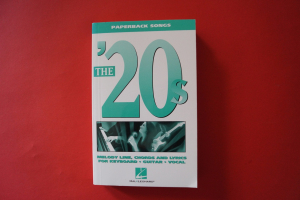 PAPERBACK SONGS
THE '20s
MELODY LINE, CHORDS AND LYRICS
FOR KEYBOARD • GUITAR • VOCAL